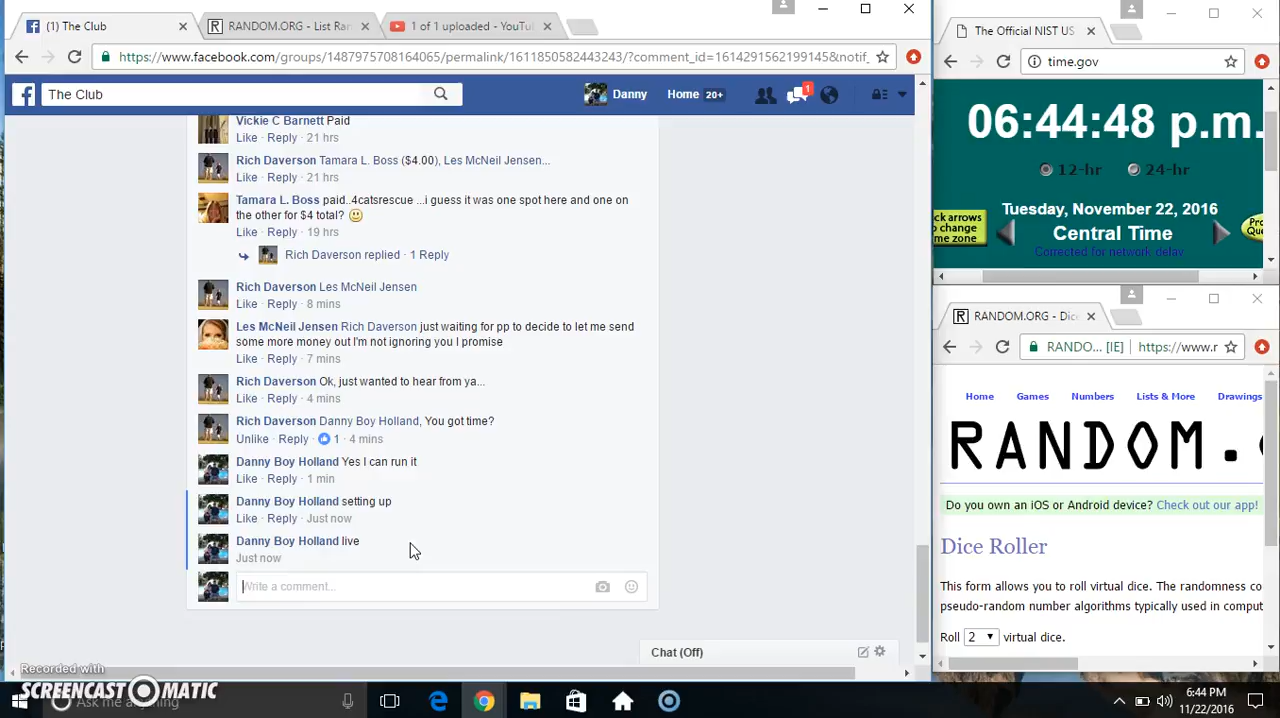 (1) The Club
RANDOM.ORG - List Ra
1 of 1 uploaded - YouTu
https://www.facebook.com/groups/1487975708164065/permalink/1611850582443243/?comment_id=1614291562199145&notif_
The Club
Danny
Home 20+
1
Vickie C Barnett Paid
Like · Reply · 21 hrs
Rich Daverson Tamara L. Boss ($4.00), Les McNeil Jensen...
Like · Reply · 21 hrs
Tamara L. Boss paid..4catsrescue ...i guess it was one spot here and one on
the other for $4 total?
Like · Reply · 19 hrs
Rich Daverson replied · 1 Reply
Rich Daverson Les McNeil Jensen
Like · Reply · 8 mins
Les McNeil Jensen Rich Daverson just waiting for pp to decide to let me send
some more money out I'm not ignoring you I promise
Like · Reply · 7 mins
Rich Daverson Ok, just wanted to hear from ya...
Like · Reply · 4 mins
Rich Daverson Danny Boy Holland, You got time?
Unlike · Reply · 1 · 4 mins
Danny Boy Holland Yes I can run it
Like · Reply · 1 min
Danny Boy Holland setting up
Like · Reply · Just now
Danny Boy Holland live
Just now
Write a comment...
Chat (Off)
The Official NIST US
time.gov
06:44:48 p.m.
12-hr
24-hr
Tuesday, November 22, 2016
ck arrows
o change
me zone
Central Time
Corrected for network delay
Pro
Que
RANDOM.ORG - Dice
RANDO... [IE]
https://www.r
Home
Games
Numbers
Lists & More
Drawings
RANDOM.
Do you own an iOS or Android device? Check out our app!
Dice Roller
This form allows you to roll virtual dice. The randomness co
pseudo-random number algorithms typically used in comput
Roll 2 virtual dice.
Recorded with
SCREENCAST-O-MATIC
Ask me anything
6:44 PM
11/22/2016